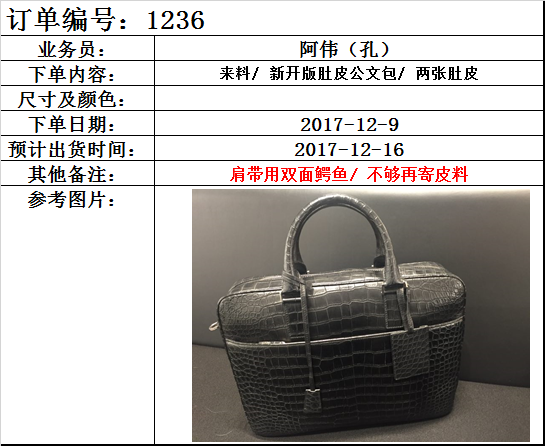 订单编号：1236
业务员：
阿伟（孔）
下单内容：
来料/ 新开版肚皮公文包/ 两张肚皮
尺寸及颜色：
下单日期：
2017-12-9
预计出货时间：
2017-12-16
其他备注：
肩带用双面鳄鱼/ 不够再寄皮料
参考图片：